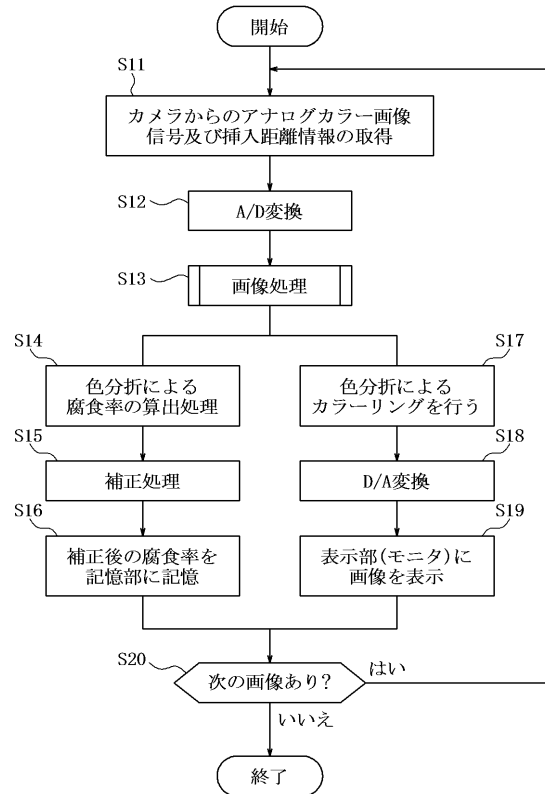 開始
S11
カメラからのアナログカラー画像
信号及び挿入距離情報の取得
S12
A/D変換
S13
画像処理
S14
色分折による
腐食率の算出処理
S15
補正処理
S16
補正後の腐食率を
記憶部に記憶
S17
色分折による
カラーリングを行う
S18
D/A変換
S19
表示部(モニタ)に
画像を表示
S20
次の画像あり?
はい
いいえ
終了